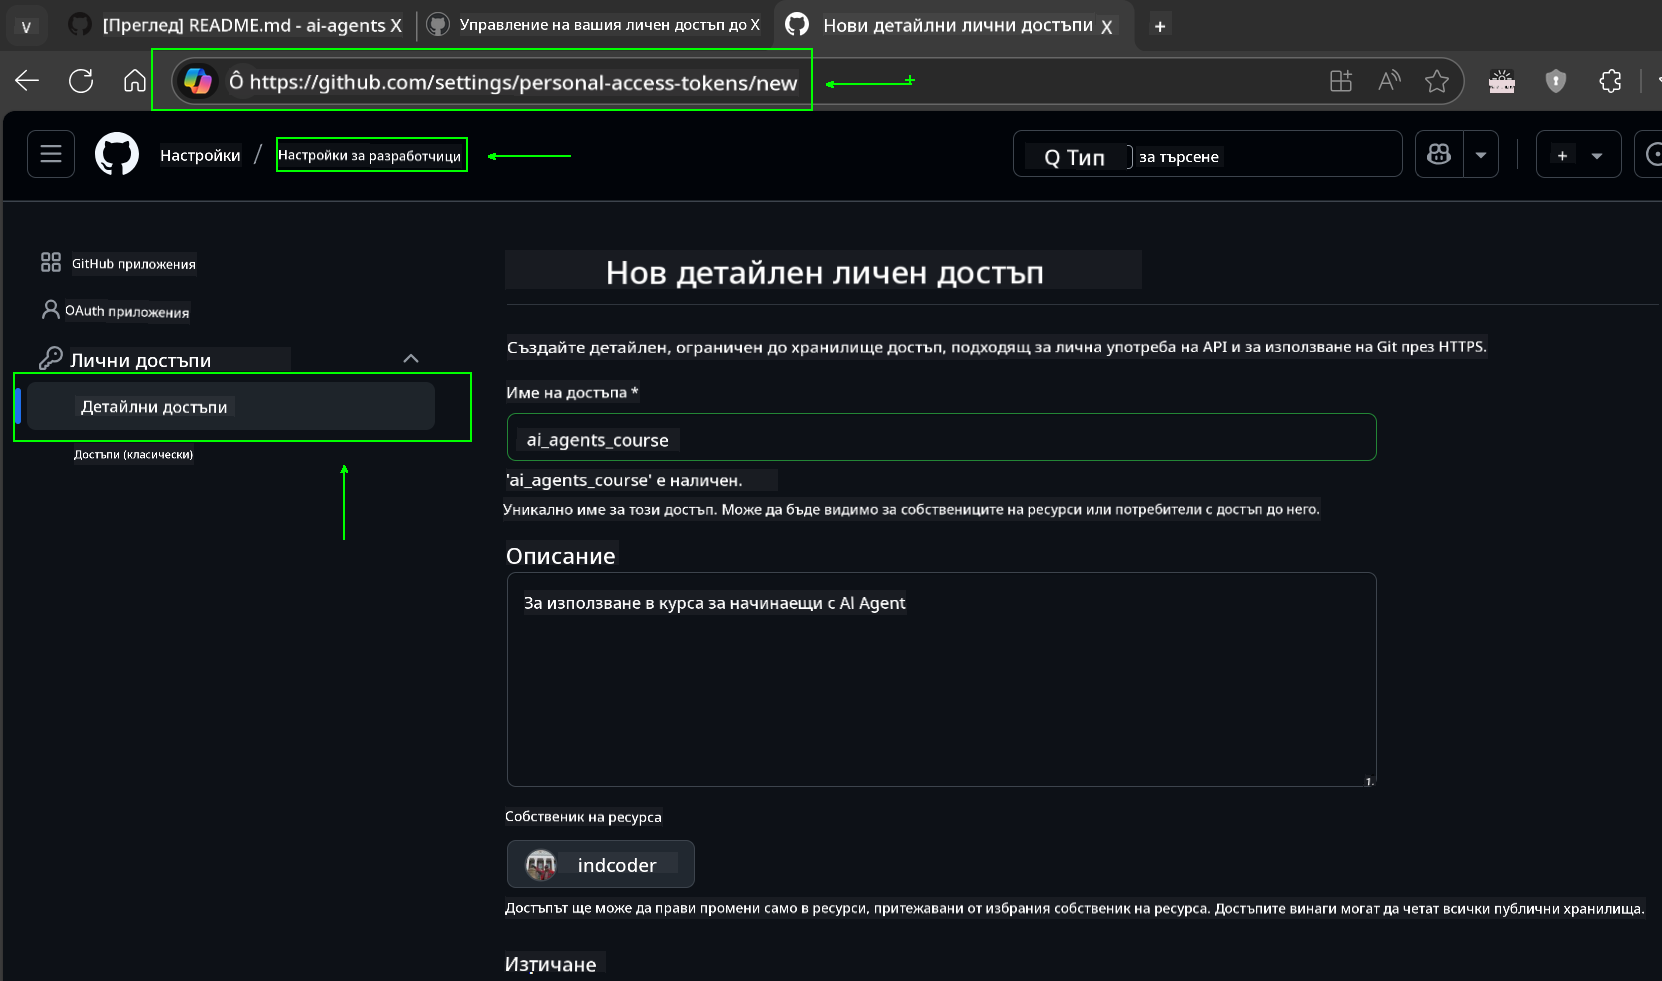 v
[Преглед] README.md - ai-agents X
Управление на вашия личен достъп до X
Нови детайлни лични достъпи X
+
Ô https://github.com/settings/personal-access-tokens/new
Настройки / Настройки за разработчици
Q Тип за търсене
GitHub приложения
OAuth приложения
Лични достъпи
Детайлни достъпи
Достъпи (класически)
Нов детайлен личен достъп
Създайте детайлен, ограничен до хранилище достъп, подходящ за лична употреба на API и за използване на Git през HTTPS.
Име на достъпа *
ai_agents_course
'ai_agents_course' е наличен.
Уникално име за този достъп. Може да бъде видимо за собствениците на ресурси или потребители с достъп до него.
Описание
За използване в курса за начинаещи с AI Agent
Собственик на ресурса
indcoder
Достъпът ще може да прави промени само в ресурси, притежавани от избрания собственик на ресурса. Достъпите винаги могат да четат всички публични хранилища.
Изтичане